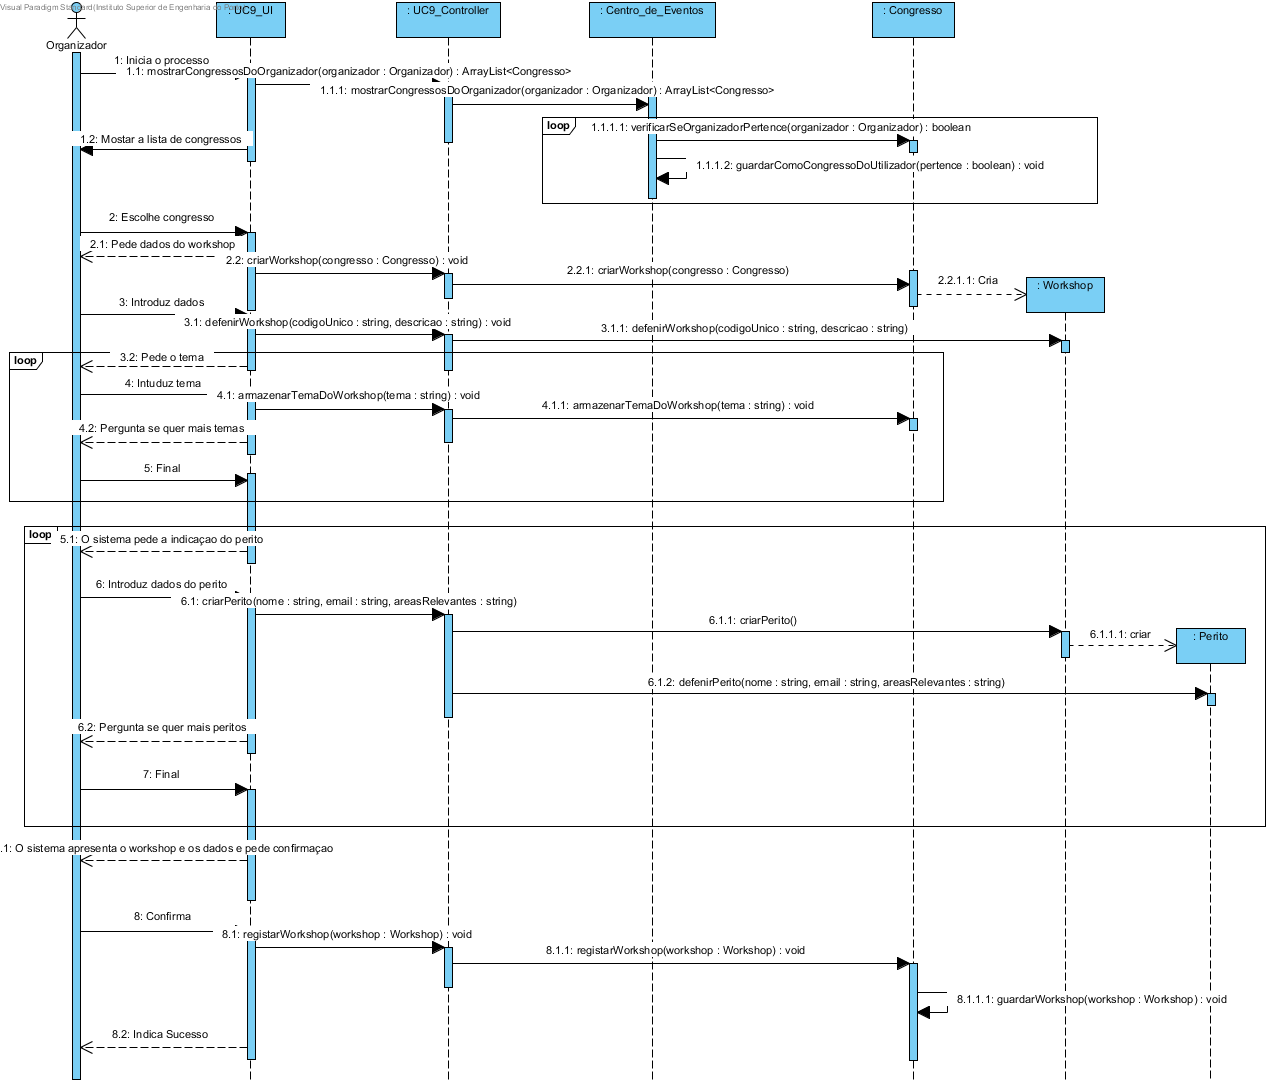 Visual Paradigm Standard(Instituto Superior de Engenharia do Porto)
: UC9_UI
: UC9_Controller
: Centro_de_Eventos
: Congresso
Organizador
1: Inicia o processo
1.1: mostrarCongressosDoOrganizador(organizador : Organizador) : ArrayList<Congresso>
1.1.1: mostrarCongressosDoOrganizador(organizador : Organizador) : ArrayList<Congresso>
loop
1.1.1.1: verificarSeOrganizadorPertence(organizador : Organizador) : boolean
1.2: Mostar a lista de congressos
1.1.1.2: guardarComoCongressoDoUtilizador(pertence : boolean) : void
2: Escolhe congresso
2.1: Pede dados do workshop
2.2: criarWorkshop(congresso : Congresso) : void
2.2.1: criarWorkshop(congresso : Congresso)
2.2.1.1: Cria
: Workshop
3: Introduz dados
3.1: defenirWorkshop(codigoUnico : string, descricao : string) : void
3.1.1: defenirWorkshop(codigoUnico : string, descricao : string)
loop
3.2: Pede o tema
4: Intuduz tema
4.1: armazenarTemaDoWorkshop(tema : string) : void
4.1.1: armazenarTemaDoWorkshop(tema : string) : void
4.2: Pergunta se quer mais temas
5: Final
loop
5.1: O sistema pede a indicaçao do perito
6: Introduz dados do perito
6.1: criarPerito(nome : string, email : string, areasRelevantes : string)
6.1.1: criarPerito()
6.1.1.1: criar
: Perito
6.1.2: defenirPerito(nome : string, email : string, areasRelevantes : string)
6.2: Pergunta se quer mais peritos
7: Final
.1: O sistema apresenta o workshop e os dados e pede confirmaçao
8: Confirma
8.1: registarWorkshop(workshop : Workshop) : void
8.1.1: registarWorkshop(workshop : Workshop) : void
8.1.1.1: guardarWorkshop(workshop : Workshop) : void
8.2: Indica Sucesso